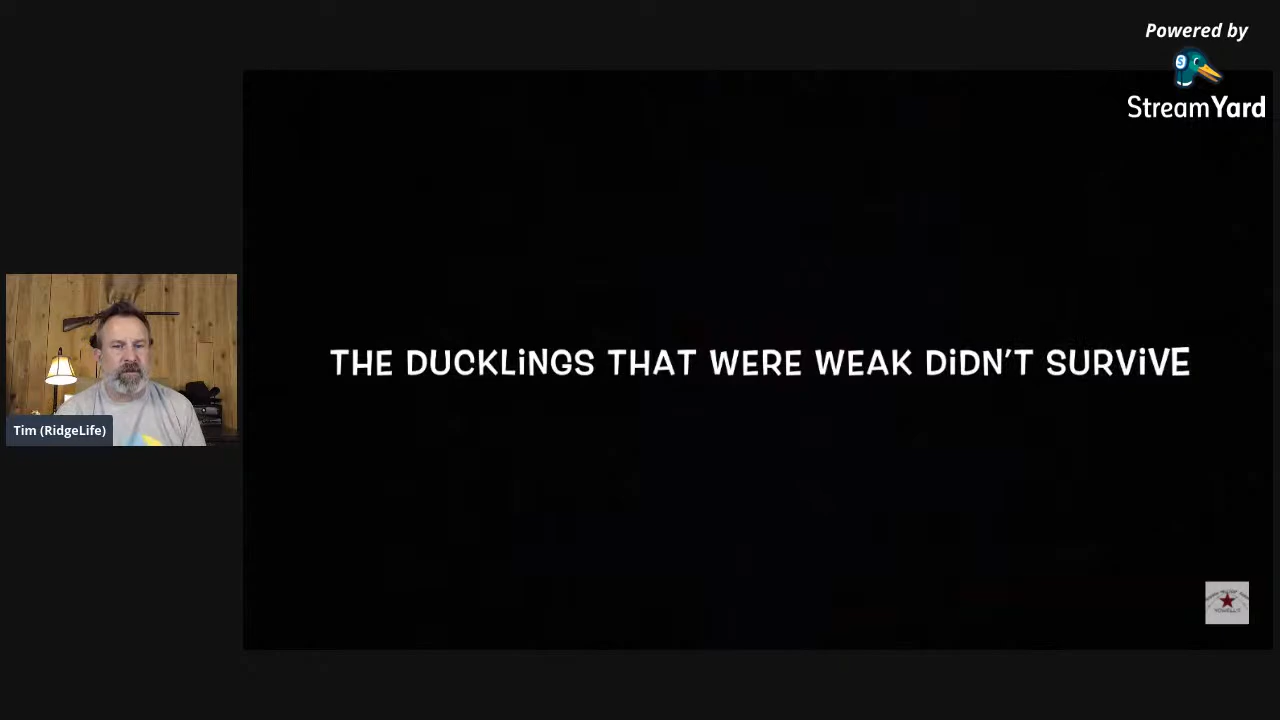 Powered by
StreamYard
THE DUCKLiNGS THAT WERE WEAK DiDN'T SURViVE
Tim (RidgeLife)